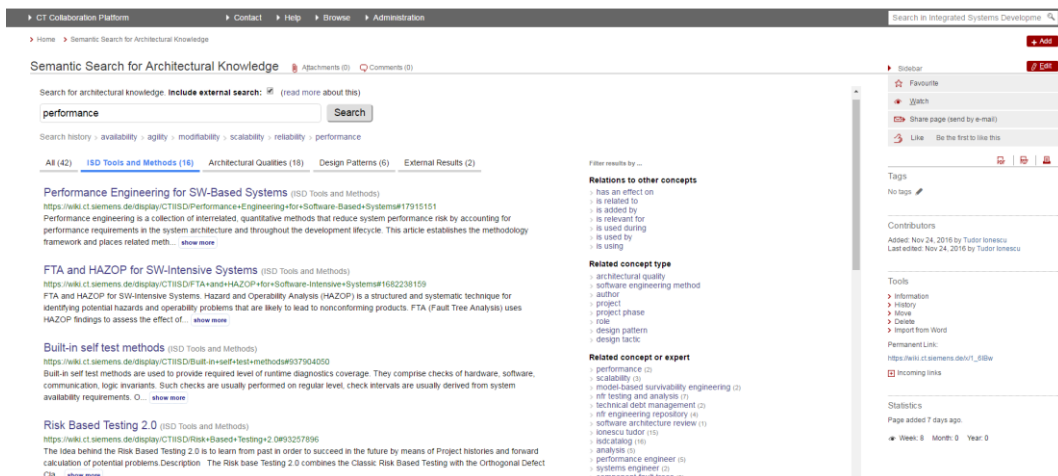 CT Collaboration Platform
Contact
Help
Browse
Administration
Search in Integrated Systems Developme
Home
Semantic Search for Architectural Knowledge
Add
Semantic Search for Architectural Knowledge
Attachments (0)
Comments (0)
Sidebar
Edit
Search for architectural knowledge. Include external search: (read more about this)
performance
Search
Search history > availability > agility > modifiability > scalability > reliability > performance
All (42)
ISD Tools and Methods (16)
Architectural Qualities (18)
Design Patterns (6)
External Results (2)
Performance Engineering for SW-Based Systems (ISD Tools and Methods)
https://wiki.ct.siemens.de/display/CTIISD/Performance+Engineering+for+Software-Based+Systems#17915151
Performance engineering is a collection of interrelated, quantitative methods that reduce system performance risk by accounting for
performance requirements in the system architecture and throughout the development lifecycle. This article establishes the methodology
framework and places related meth... show more
FTA and HAZOP for SW-Intensive Systems (ISD Tools and Methods)
https://wiki.ct.siemens.de/display/CTIISD/FTA+and+HAZOP+for+Software-Intensive+Systems#1682238159
FTA and HAZOP for SW-Intensive Systems. Hazard and Operability Analysis (HAZOP) is a structured and systematic technique for
identifying potential hazards and operability problems that are likely to lead to nonconforming products. FTA (Fault Tree Analysis) uses
HAZOP findings to assess the effect of... show more
Built-in self test methods (ISD Tools and Methods)
https://wiki.ct.siemens.de/display/CTIISD/Built-in+self+test+methods#937904050
Built-in self test methods are used to provide required level of runtime diagnostics coverage. They comprise checks of hardware, software,
communication, logic invariants. Such checks are usually performed on regular level, check intervals are usually derived from system
availability requirements. O... show more
Risk Based Testing 2.0 (ISD Tools and Methods)
https://wiki.ct.siemens.de/display/CTIISD/Risk+Based+Testing+2.0#93257896
The Idea behind the Risk Based Testing 2.0 is to learn from past in order to succeed in the future by means of Project histories and forward
calculation of potential problems.Description The Risk base Testing 2.0 combines the Classic Risk Based Testing with the Orthogonal Defect
Cla... show more
Filter results by ...
Relations to other concepts
> has an effect on
> is related to
> is added by
> is relevant for
> is used during
> is used by
> is using
Related concept type
> architectural quality
> software engineering method
> author
> project
> project phase
> role
> design pattern
> design tactic
Related concept or expert
> performance (2)
> scalability (3)
> model-based survivability engineering (2)
> nfr testing and analysis (7)
> technical debt management (2)
> nfr engineering repository (4)
> software architecture review (1)
> ionescu tudor (15)
> isdcatalog (16)
> analysis (5)
> performance engineer (5)
> systems engineer (2)
Favourite
Watch
Share page (send by e-mail)
Like Be the first to like this
Tags
No tags
Contributors
Added: Nov 24, 2016 by Tudor Ionescu
Last edited: Nov 24, 2016 by Tudor Ionescu
Tools
Information
History
Move
Delete
Import from Word
Permanent Link:
https://wiki.ct.siemens.de/x/1_6IBw
Incoming links
Statistics
Page added 7 days ago.
Week: 8 Month: 0 Year: 0